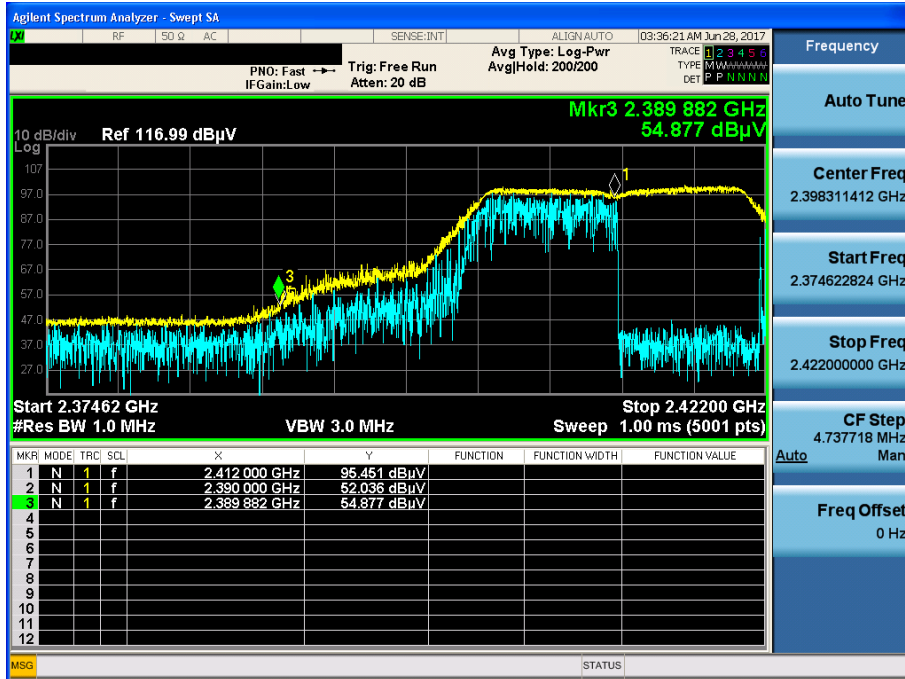 Agilent Spectrum Analyzer - Swept SA
LXI RF 50 Ω AC SENSE:INT ALIGN AUTO 03:36:21 AM Jun 28, 2017
Frequency
PNO: Fast Trig: Free Run Avg Type: Log-Pwr TRACE 1 2 3 4 5 6
IFGain:Low Atten: 20 dB Avg|Hold: 200/200 TYPE M W W W W W
DET P P N N N N
Auto Tune
Mkr3 2.389 882 GHz
54.877 dBµV
10 dB/div Ref 116.99 dBµV
Log
107
97.0
87.0
77.0
67.0
57.0
47.0
37.0
27.0
1
3
Center Freq
2.398311412 GHz
Start Freq
2.374622824 GHz
Stop Freq
2.422000000 GHz
Start 2.37462 GHz Stop 2.42200 GHz
#Res BW 1.0 MHz VBW 3.0 MHz Sweep 1.00 ms (5001 pts)
CF Step
4.737718 MHz
Auto Man
Freq Offset
0 Hz
MKR MODE TRC SCL X Y FUNCTION FUNCTION WIDTH FUNCTION VALUE
1 N 1 f 2.412 000 GHz 95.451 dBµV
2 N 1 f 2.390 000 GHz 52.036 dBµV
3 N 1 f 2.389 882 GHz 54.877 dBµV
4
5
6
7
8
9
10
11
12
MSG STATUS